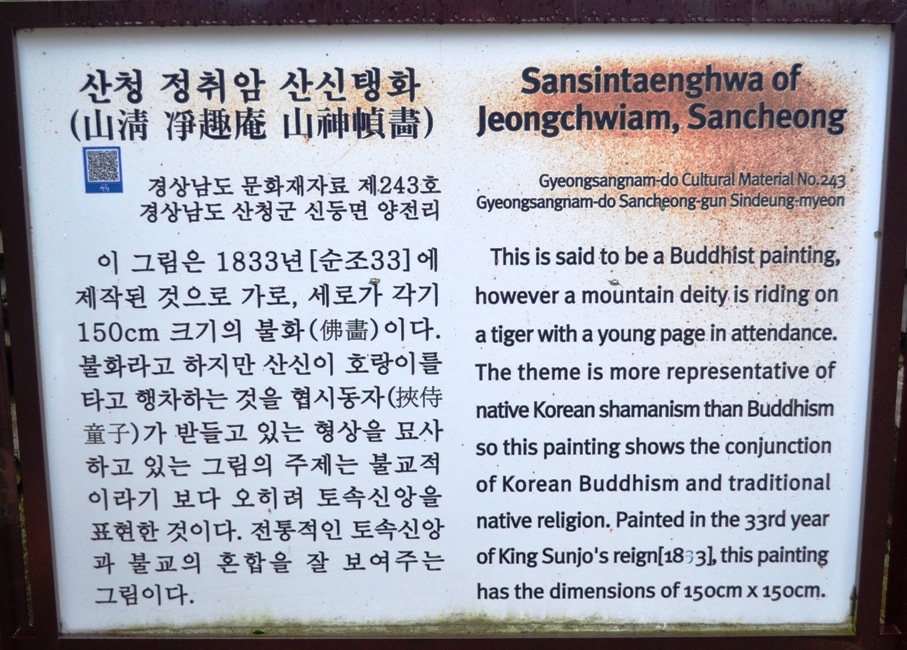 산청 정취암 산신탱화
(山淸 淨趣庵 山神幀畵)
경상남도 문화재자료 제243호
경상남도 산청군 신등면 양전리
이 그림은 1833년[순조33]에
제작된 것으로 가로, 세로가 각기
150cm 크기의 불화(佛畵)이다.
불화라고 하지만 산신이 호랑이를
타고 행차하는 것을 협시동자(挾侍
童子)가 받들고 있는 형상을 묘사
하고 있는 그림의 주제는 불교적
이라기 보다 오히려 토속신앙을
표현한 것이다. 전통적인 토속신앙
과 불교의 혼합을 잘 보여주는
그림이다.
Sansintaenghwa of
Jeongchwiam, Sancheong
Gyeongsangnam-do Cultural Material No.243
Gyeongsangnam-do Sancheong-gun Sindeung-myeon
This is said to be a Buddhist painting,
however a mountain deity is riding on
a tiger with a young page in attendance.
The theme is more representative of
native Korean shamanism than Buddhism
so this painting shows the conjunction
of Korean Buddhism and traditional
native religion. Painted in the 33rd year
of King Sunjo's reign[1833], this painting
has the dimensions of 150cm x 150cm.